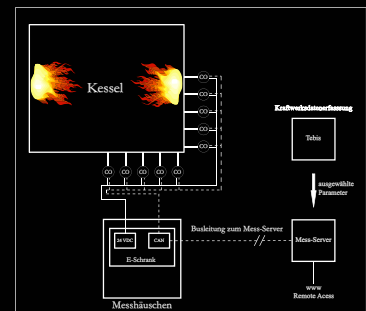 Kessel
CO
CO
CO
CO
CO
Kraftwerksdatenerfassung
Tebis
CO CO CO CO CO
ausgewählte
Parameter
Busleitung zum Mess-Server
24 VDC CAN
Mess-Server
E-Schrank
www
Remote Acess
Messhäuschen